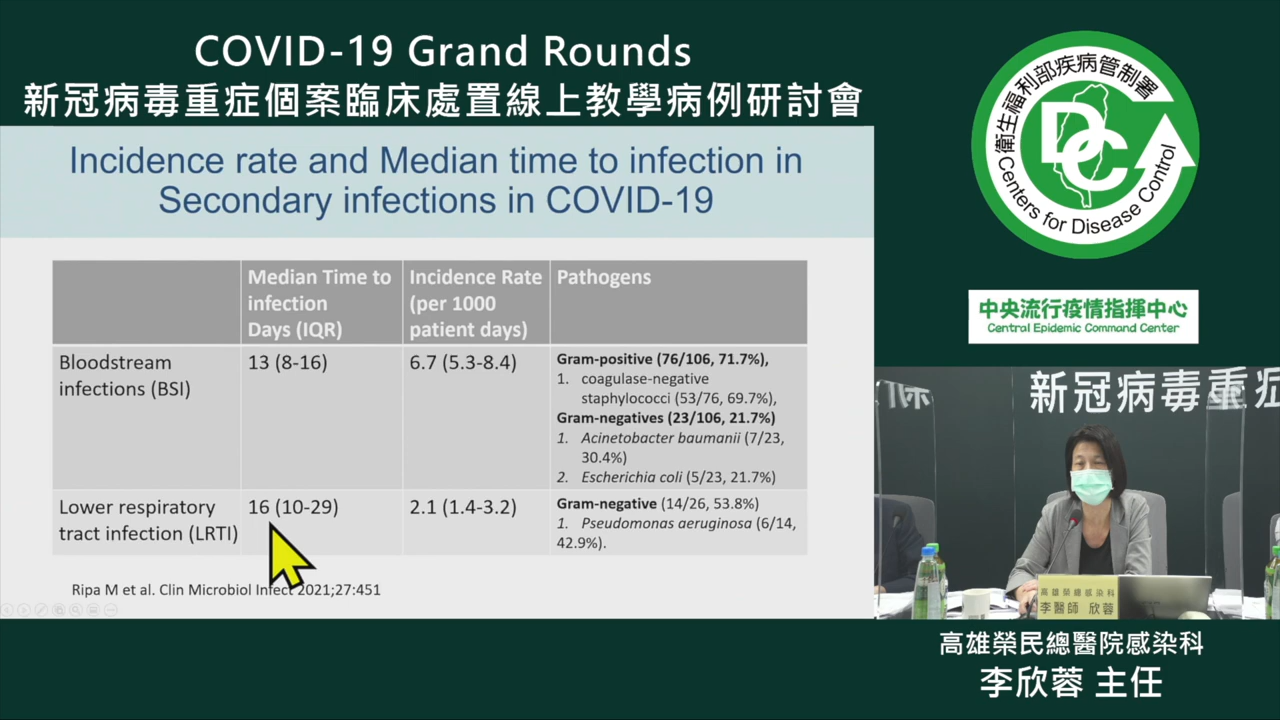 COVID-19 Grand Rounds
新冠病毒重症個案臨床處置線上教學病例研討會
Incidence rate and Median time to infection in
Secondary infections in COVID-19
Median Time to
infection
Days (IQR)
Incidence Rate
(per 1000
patient days)
Pathogens
Bloodstream
infections (BSI)
13 (8-16)
6.7 (5.3-8.4)
Gram-positive (76/106, 71.7%),
1. coagulase-negative
staphylococci (53/76, 69.7%),
Gram-negatives (23/106, 21.7%)
1. Acinetobacter baumanii (7/23,
30.4%)
2. Escherichia coli (5/23, 21.7%)
Lower respiratory
tract infection (LRTI)
16 (10-29)
2.1 (1.4-3.2)
Gram-negative (14/26, 53.8%)
1. Pseudomonas aeruginosa (6/14,
42.9%).
Ripa M et al. Clin Microbiol Infect 2021;27:451
衛生福利部疾病管制署
CDC
Centers for Disease Control
中央流行疫情指揮中心
Central Epidemic Command Center
新冠病毒重症
高雄榮總感染科
李醫師 欣蓉
高雄榮民總醫院感染科
李欣蓉 主任